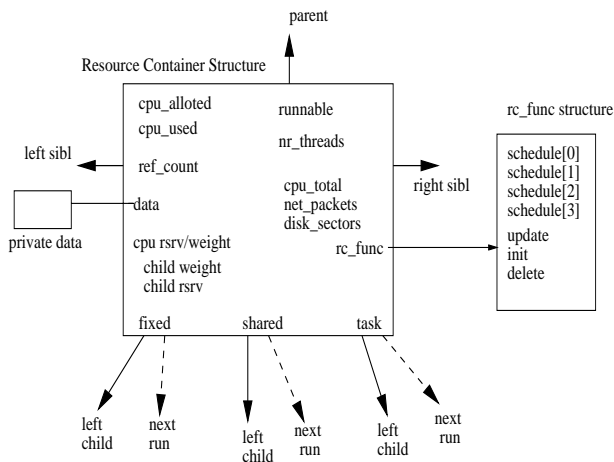 parent
Resource Container Structure
cpu_alloted
cpu_used
ref_count
data
cpu rsrv/weight
child weight
child rsrv
runnable
nr_threads
cpu_total
net_packets
disk_sectors
rc_func
fixed
shared
task
left sibl
private data
right sibl
rc_func structure
schedule[0]
schedule[1]
schedule[2]
schedule[3]
update
init
delete
left
child
next
run
left
child
next
run
left
child
next
run